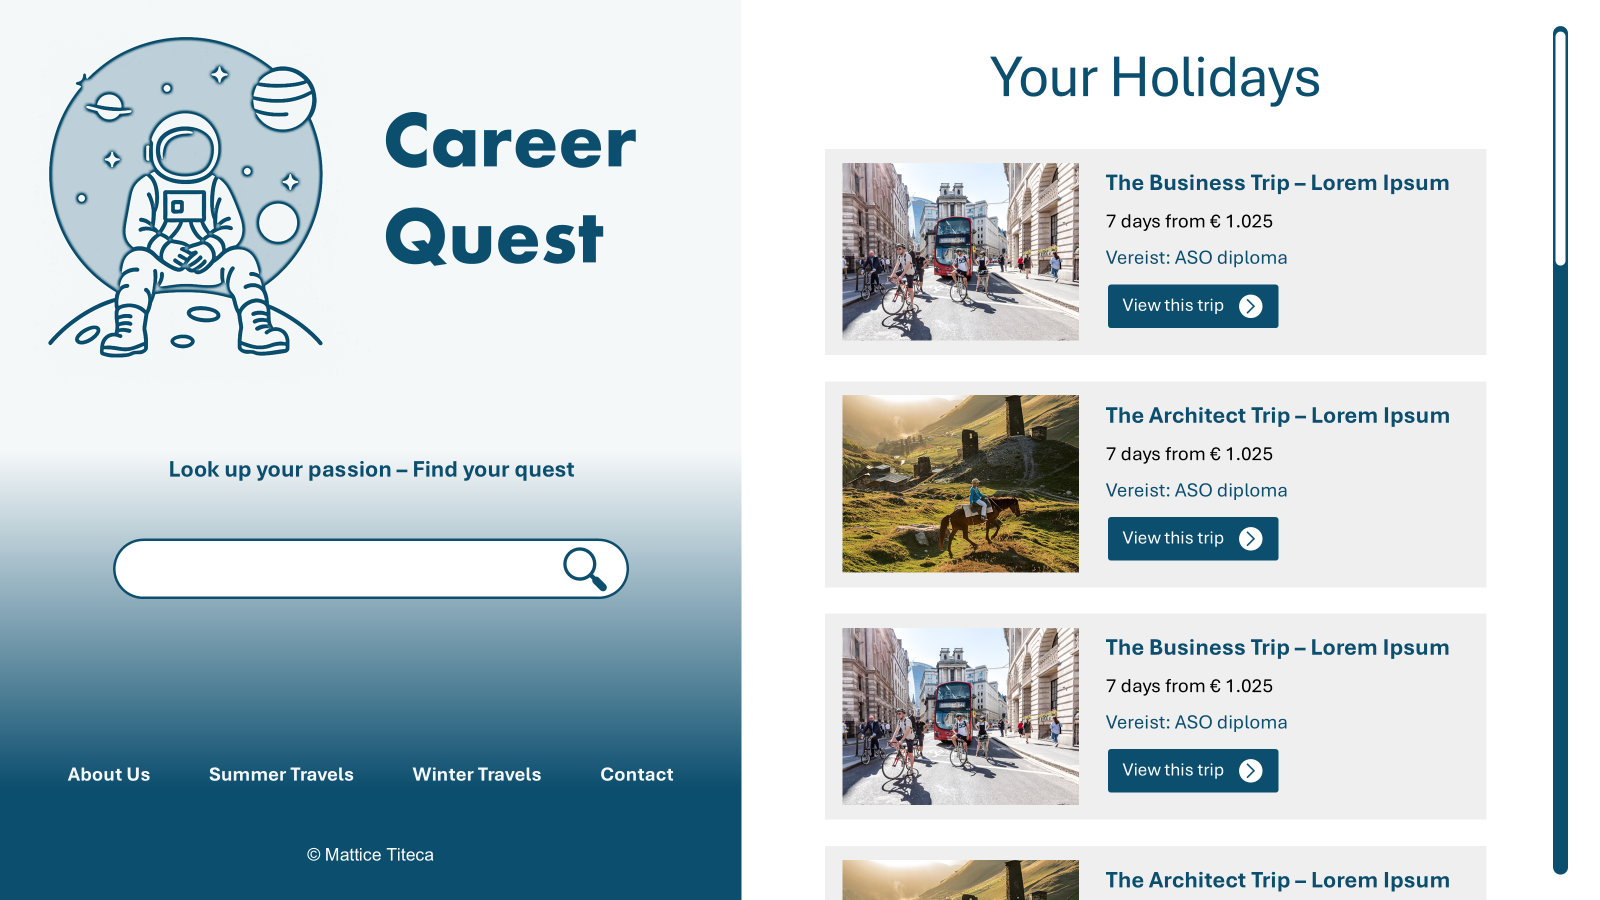 Career
Quest
Look up your passion – Find your quest
About Us
Summer Travels
Winter Travels
Contact
© Mattice Titeca
Your Holidays
The Business Trip – Lorem Ipsum
7 days from € 1.025
Vereist: ASO diploma
View this trip
The Architect Trip – Lorem Ipsum
7 days from € 1.025
Vereist: ASO diploma
View this trip
The Business Trip – Lorem Ipsum
7 days from € 1.025
Vereist: ASO diploma
View this trip
The Architect Trip – Lorem Ipsum